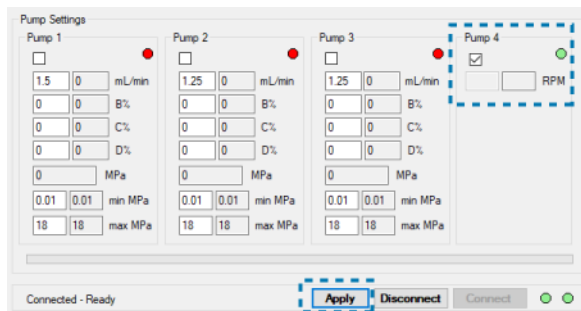 Pump Settings
Pump 1 Pump 2 Pump 3 Pump 4
1.5 0 mL/min 1.25 0 mL/min 1.25 0 mL/min RPM
0 0 B% 0 0 B% 0 0 B%
0 0 C% 0 0 C% 0 0 C%
0 0 D% 0 0 D% 0 0 D%
0 MPa 0 MPa 0 MPa
0.01 0.01 min MPa 0.01 0.01 min MPa 0.01 0.01 min MPa
18 18 max MPa 18 18 max MPa 18 18 max MPa
Connected - Ready Apply Disconnect Connect